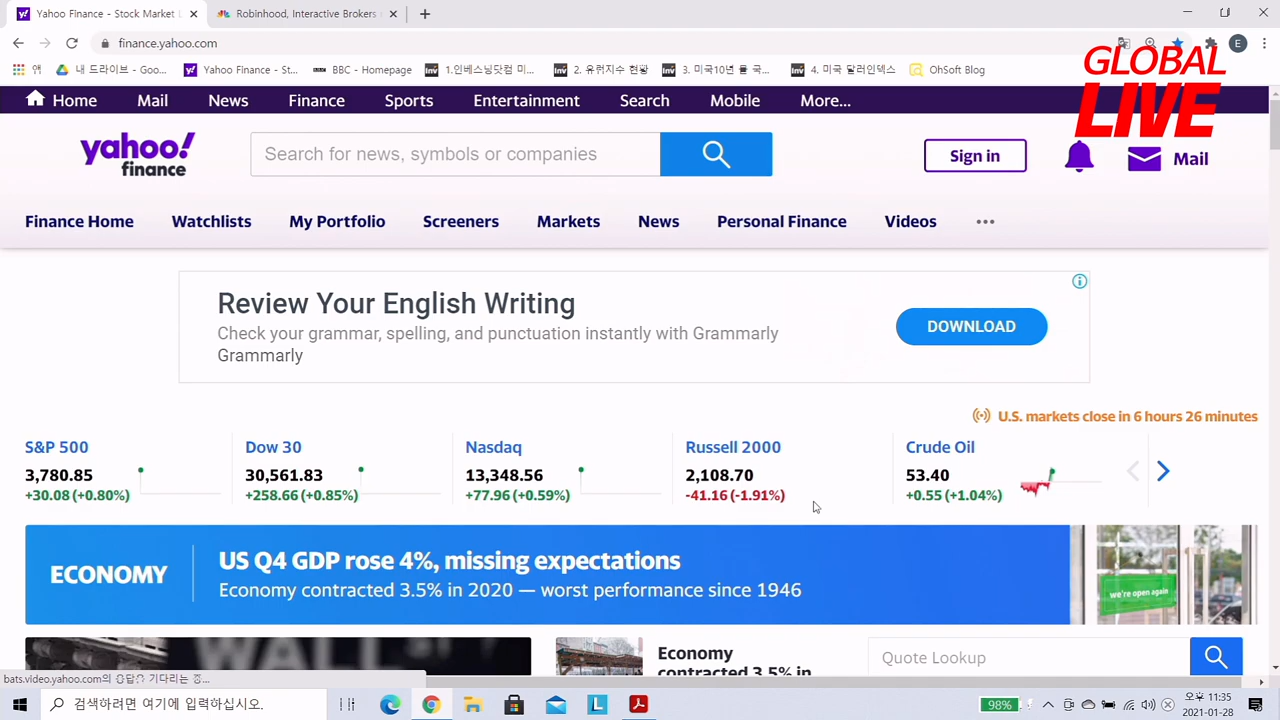 Yahoo Finance - Stock Market L
Robinhood, Interactive Brokers
finance.yahoo.com
E
앱
내 드라이브 - Goo...
Yahoo Finance - St...
BBC - Homepage
1.인베스팅닷컴 미...
2. 유럽지수 현황
3. 미국10년 물 국...
4. 미국 달러인덱스
OhSoft Blog
GLOBAL
LIVE
Home
Mail
News
Finance
Sports
Entertainment
Search
Mobile
More...
yahoo!
finance
Search for news, symbols or companies
Sign in
Mail
Finance Home
Watchlists
My Portfolio
Screeners
Markets
News
Personal Finance
Videos
Review Your English Writing
Check your grammar, spelling, and punctuation instantly with Grammarly
Grammarly
DOWNLOAD
U.S. markets close in 6 hours 26 minutes
S&P 500
3,780.85
+30.08 (+0.80%)
Dow 30
30,561.83
+258.66 (+0.85%)
Nasdaq
13,348.56
+77.96 (+0.59%)
Russell 2000
2,108.70
-41.16 (-1.91%)
Crude Oil
53.40
+0.55 (+1.04%)
ECONOMY
US Q4 GDP rose 4%, missing expectations
Economy contracted 3.5% in 2020 — worst performance since 1946
we're open again
WALL
Economy
contracted 3.5% in
Quote Lookup
검색하려면 여기에 입력하십시오.
98%
오후 11:35
2021-01-28